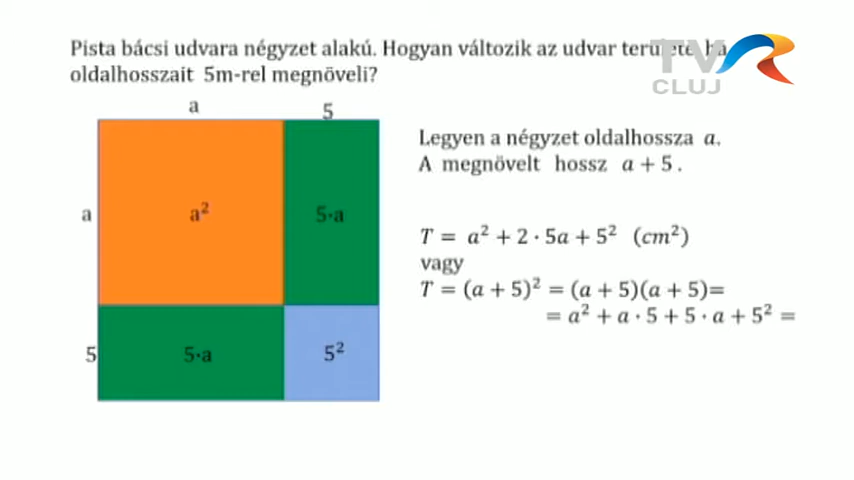 Pista bácsi udvara négyzet alakú. Hogyan változik az udvar területe, ha
oldalhosszait 5m-rel megnöveli?
TVR
CLUJ
a
5
Legyen a négyzet oldalhossza a.
A megnövelt hossz a + 5 .
a
a²
5·a
T = a² + 2 · 5a + 5² (cm²)
vagy
T = (a + 5)² = (a + 5)(a + 5)=
= a² + a · 5 + 5 · a + 5² =
5
5·a
5²